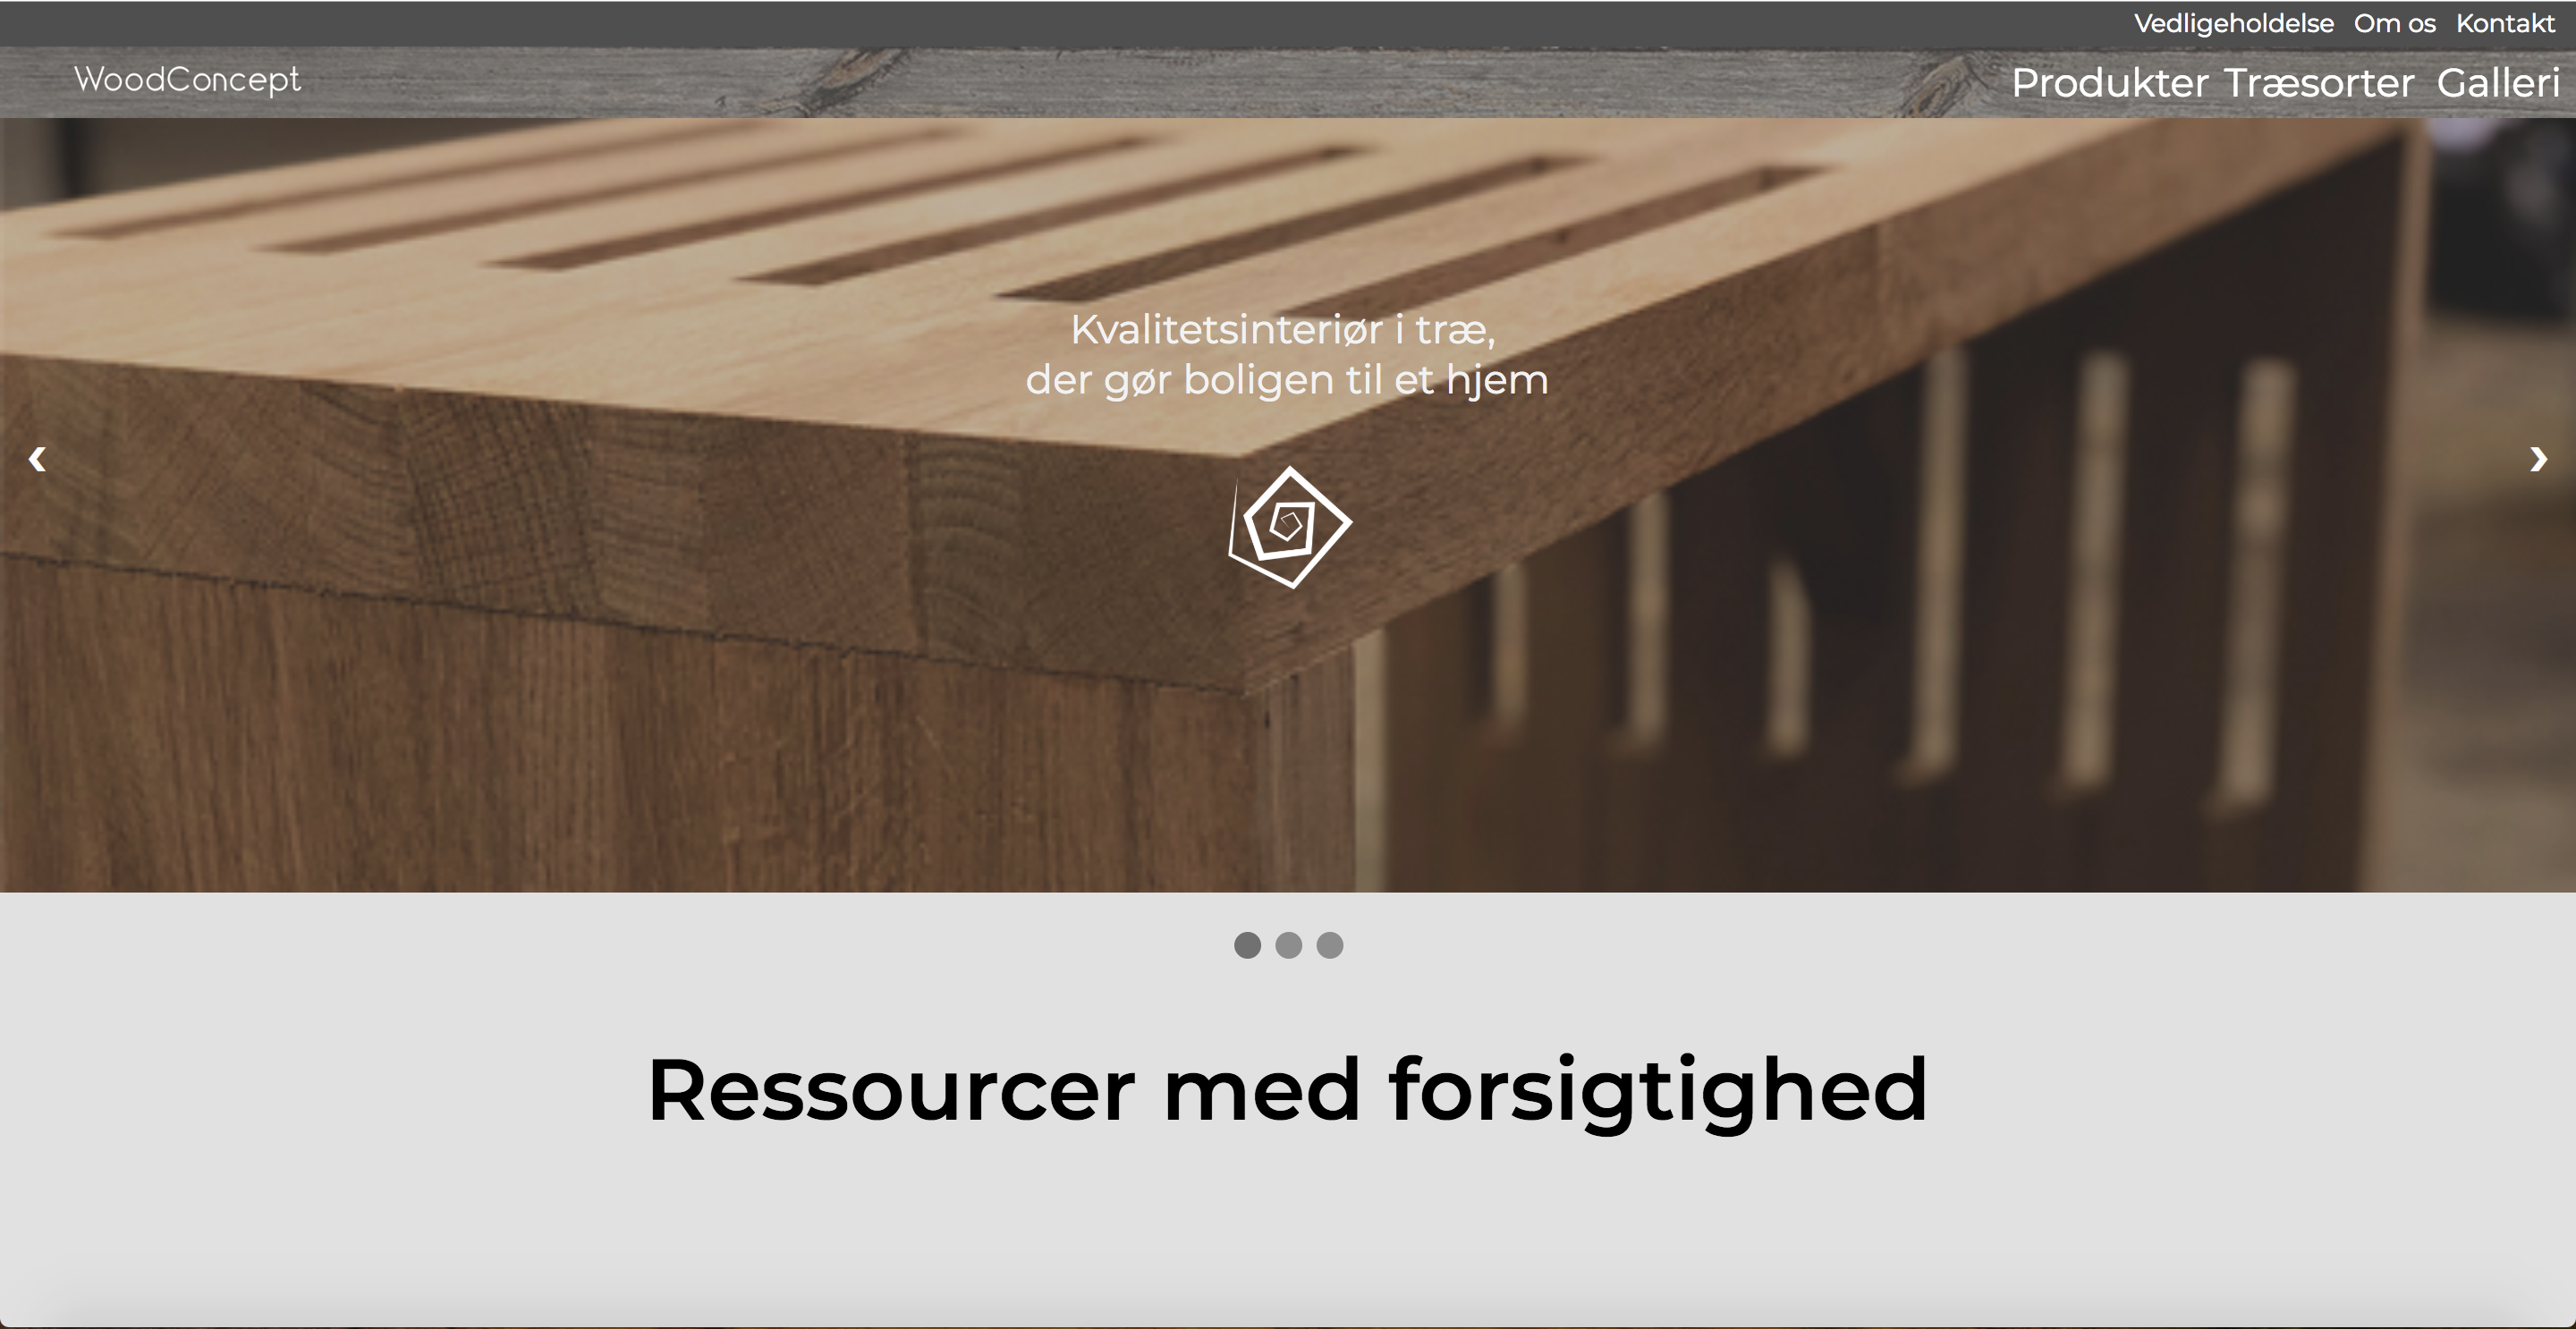 Vedligeholdelse Om os Kontakt
WoodConcept
Produkter Træsorter Galleri
Kvalitetsinteriør i træ,
der gør boligen til et hjem
Ressourcer med forsigtighed